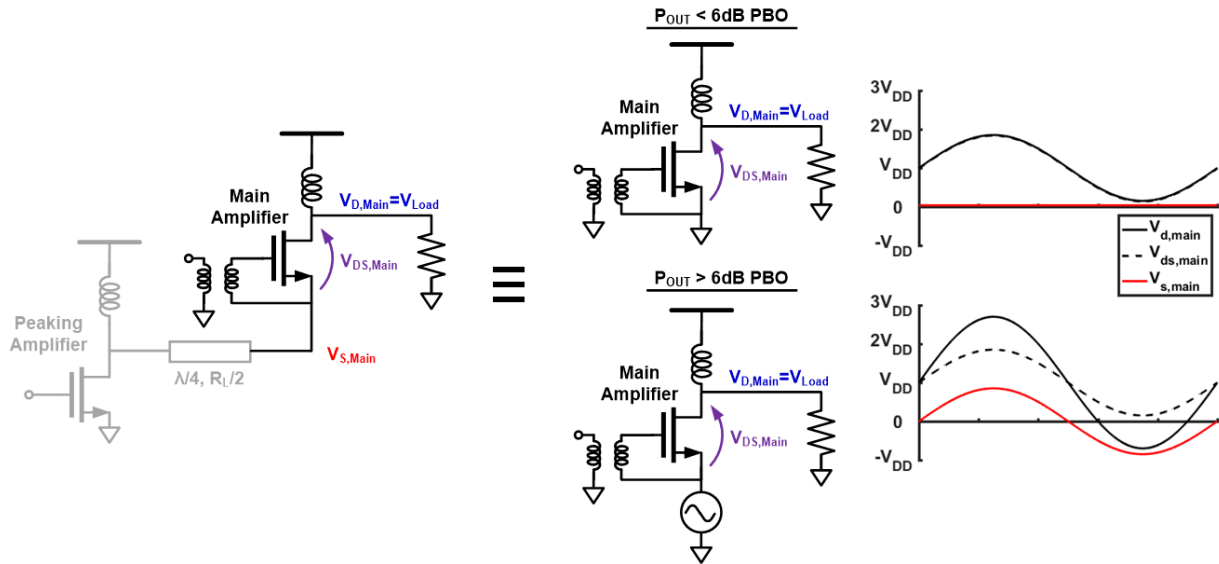 Peaking
Amplifier
λ/4, R_L/2
Main
Amplifier
V_D,Main=V_Load
V_DS,Main
V_S,Main
≡
P_OUT < 6dB PBO
Main
Amplifier
V_D,Main=V_Load
V_DS,Main
P_OUT > 6dB PBO
Main
Amplifier
V_D,Main=V_Load
V_DS,Main
3V_DD
2V_DD
V_DD
0
-V_DD
V_d,main
V_ds,main
V_s,main
3V_DD
2V_DD
V_DD
0
-V_DD